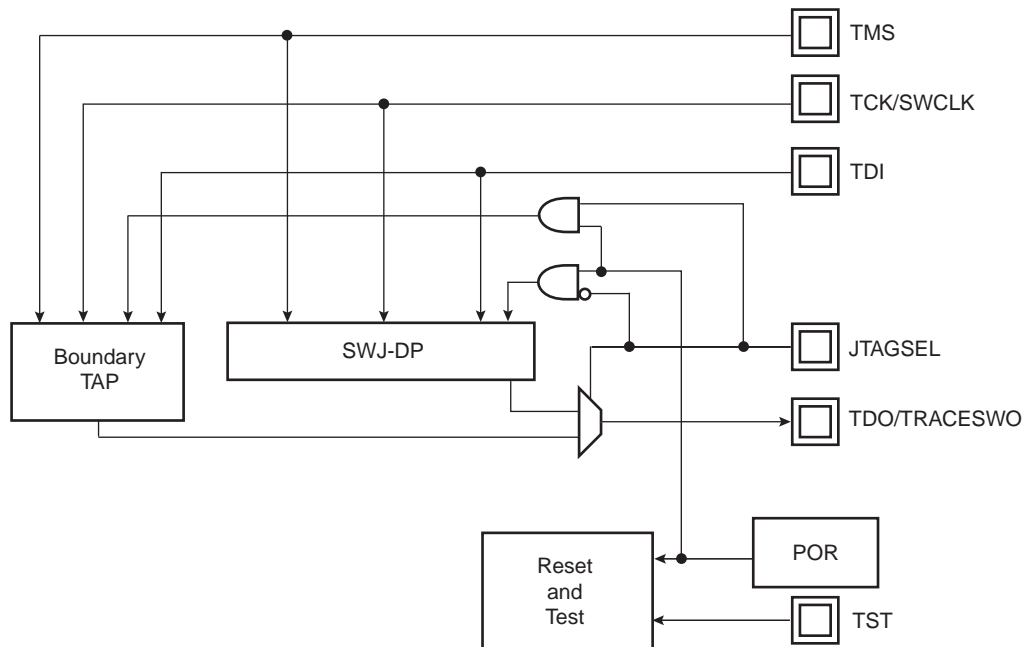 TMS
TCK/SWCLK
TDI
Boundary
TAP
SWJ-DP
JTAGSEL
TDO/TRACESWO
Reset
and
Test
POR
TST